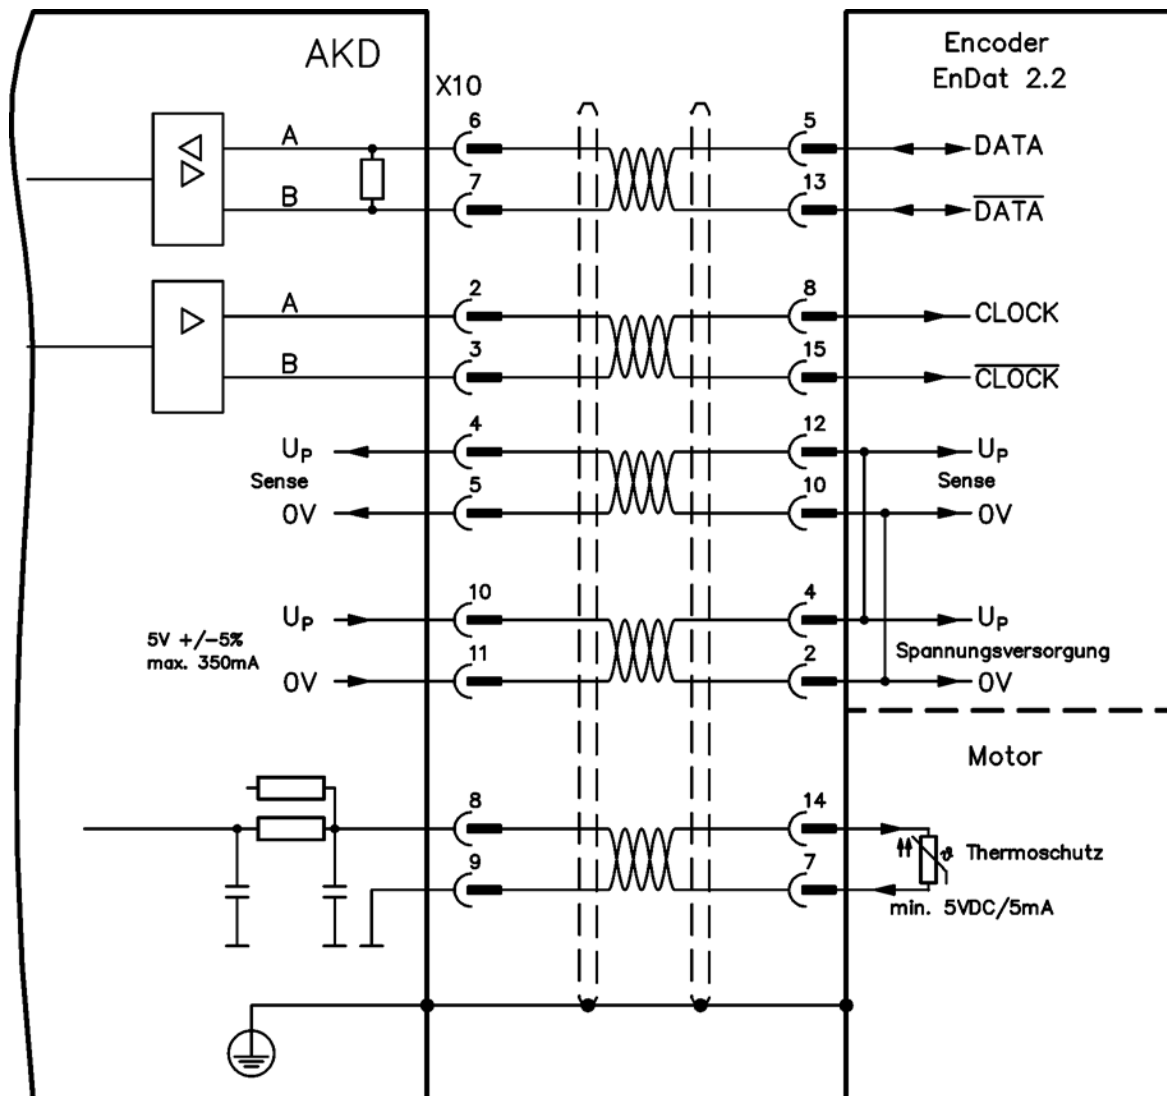 AKD
Encoder
EnDat 2.2
X10
A
6
5
DATA
B
7
13
DATA
A
2
8
CLOCK
B
3
15
CLOCK
UP
4
12
UP
Sense
Sense
0V
5
10
0V
UP
10
4
UP
5V +/-5%
max. 350mA
Spannungsversorgung
0V
11
2
0V
Motor
8
14
ϑ Thermoschutz
9
7
min. 5VDC/5mA